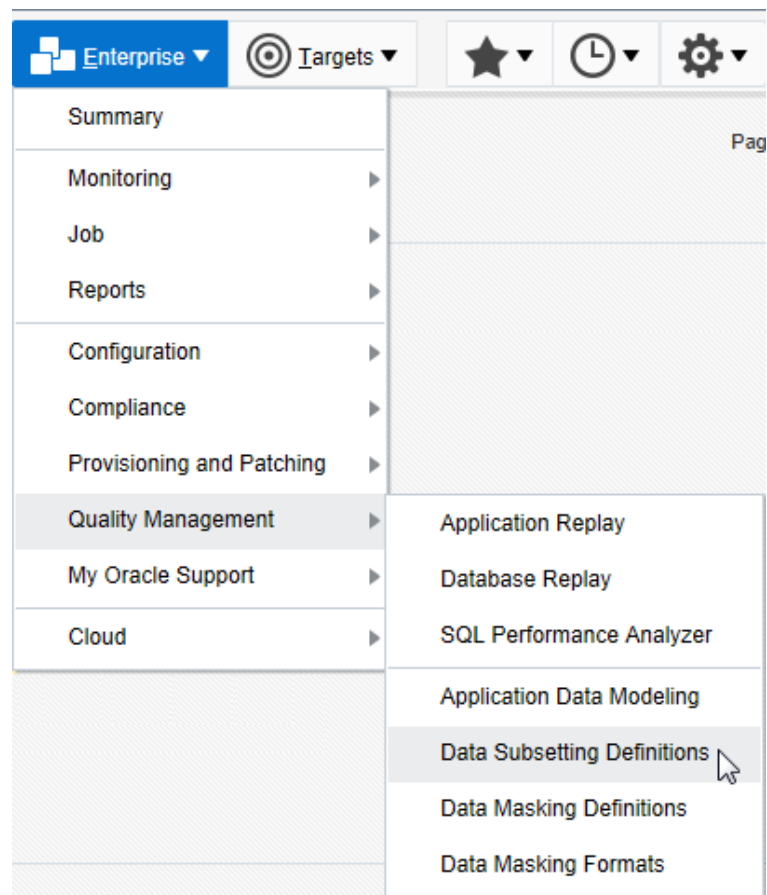 Enterprise Targets
Summary
Pag
Monitoring
Job
Reports
Configuration
Compliance
Provisioning and Patching
Quality Management
Application Replay
Database Replay
My Oracle Support
SQL Performance Analyzer
Cloud
Application Data Modeling
Data Subsetting Definitions
Data Masking Definitions
Data Masking Formats